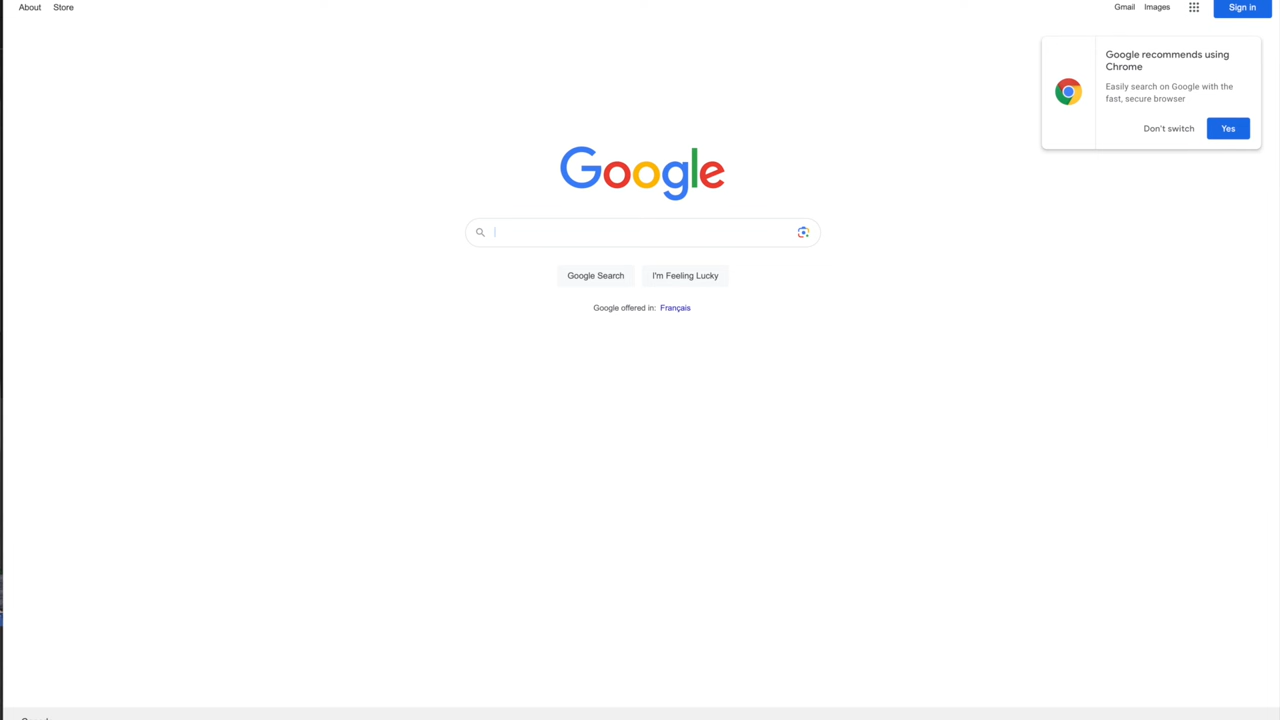 About Store
Gmail Images Sign in
Google recommends using
Chrome
Easily search on Google with the
fast, secure browser
Don't switch Yes
Google
Google Search I'm Feeling Lucky
Google offered in: Français